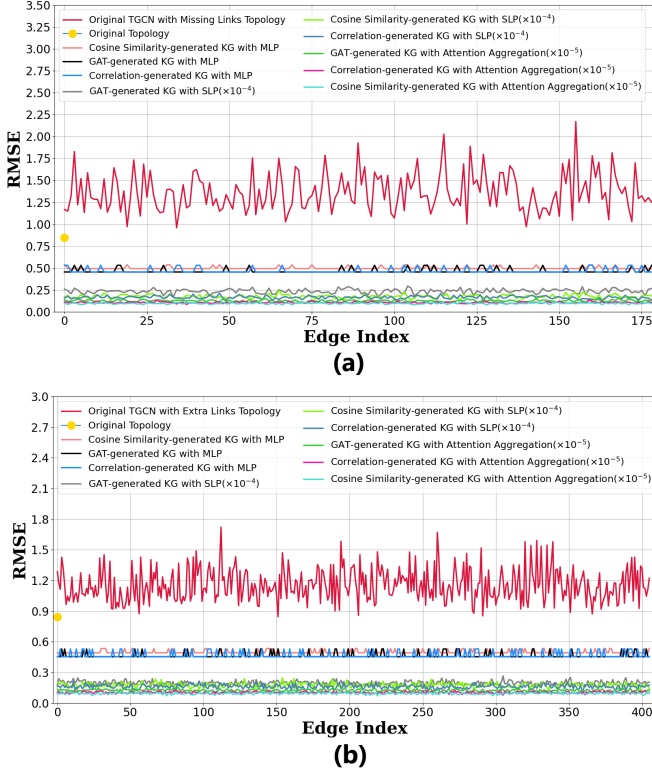 3.50
3.25
3.00
2.75
2.50
2.25
2.00
1.75
1.50
1.25
1.00
0.75
0.50
0.25
0.00
RMSE
Original TGCN with Missing Links Topology
Original Topology
Cosine Similarity-generated KG with MLP
GAT-generated KG with MLP
Correlation-generated KG with MLP
GAT-generated KG with SLP(×10⁻⁴)
Cosine Similarity-generated KG with SLP(×10⁻⁴)
Correlation-generated KG with SLP(×10⁻⁴)
GAT-generated KG with Attention Aggregation(×10⁻⁵)
Correlation-generated KG with Attention Aggregation(×10⁻⁵)
Cosine Similarity-generated KG with Attention Aggregation(×10⁻⁵)
0 25 50 75 100 125 150 175
Edge Index
(a)
3.0
2.7
2.4
2.1
1.8
1.5
1.2
0.9
0.6
0.3
0.0
RMSE
Original TGCN with Extra Links Topology
Original Topology
Cosine Similarity-generated KG with MLP
GAT-generated KG with MLP
Correlation-generated KG with MLP
GAT-generated KG with SLP(×10⁻⁴)
Cosine Similarity-generated KG with SLP(×10⁻⁴)
Correlation-generated KG with SLP(×10⁻⁴)
GAT-generated KG with Attention Aggregation(×10⁻⁵)
Correlation-generated KG with Attention Aggregation(×10⁻⁵)
Cosine Similarity-generated KG with Attention Aggregation(×10⁻⁵)
0 50 100 150 200 250 300 350 400
Edge Index
(b)